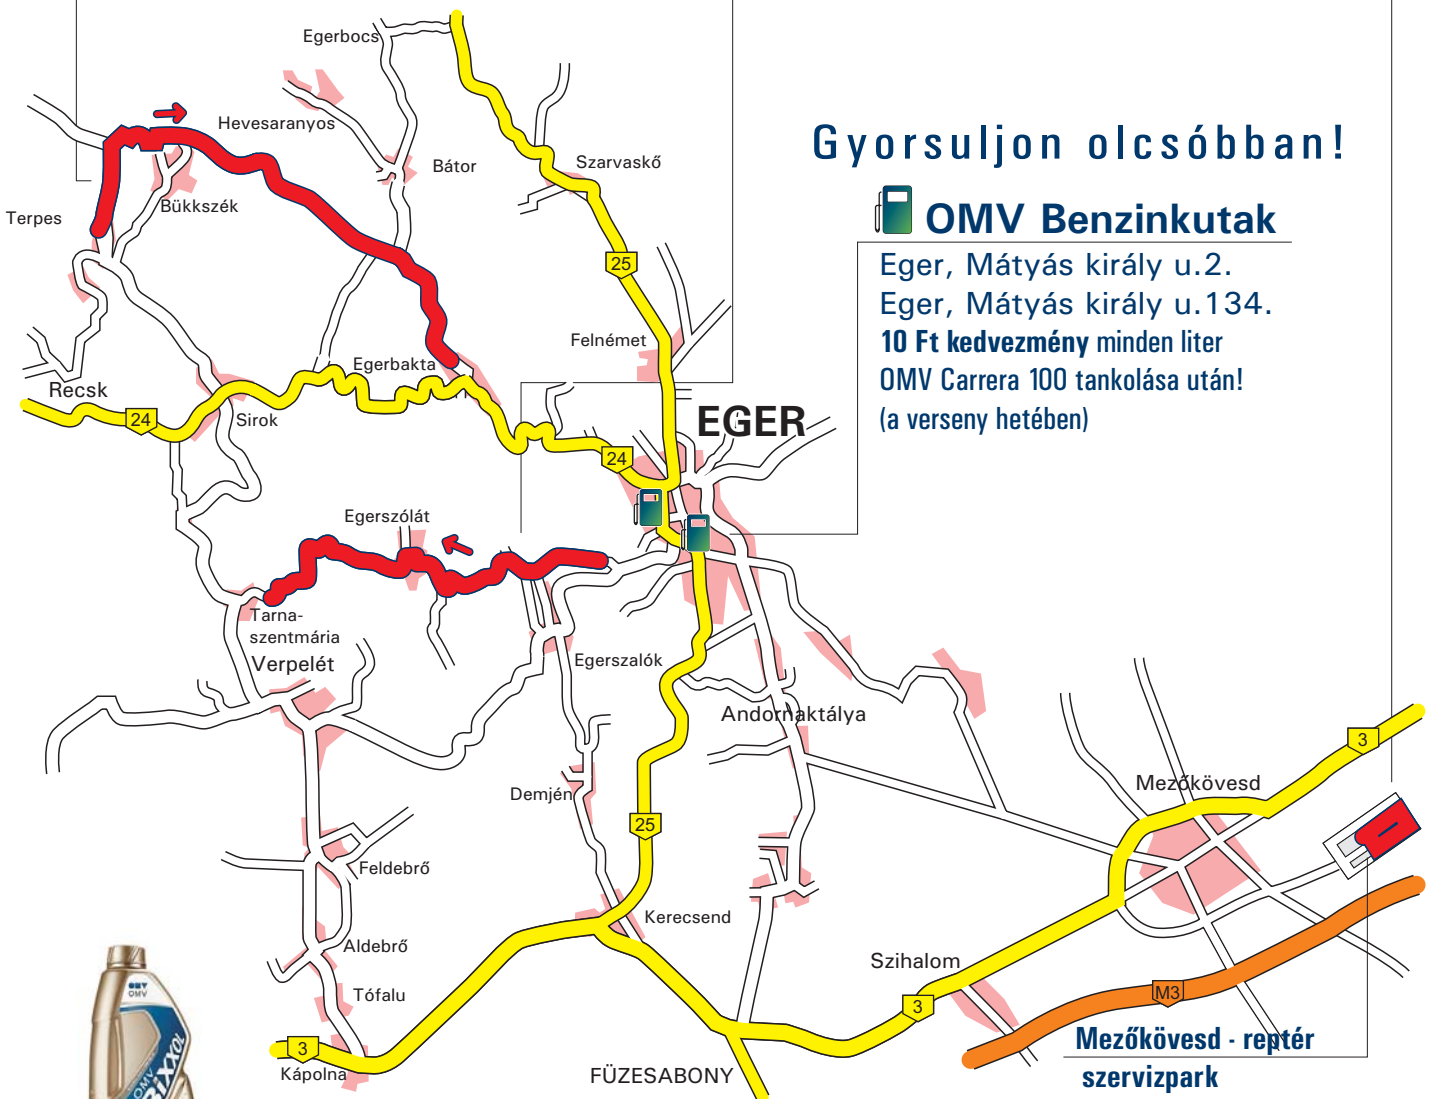 Egerbocs
Hevesaranyos
Bátor
Szarvaskő
Gyorsuljon olcsóbban!
Terpes
Bükkszék
OMV Benzinkutak
25
Eger, Mátyás király u.2.
Eger, Mátyás király u.134.
Felnémet
10 Ft kedvezmény minden liter
Egerbakta
OMV Carrera 100 tankolása után!
Recsk
24
Sirok
EGER
(a verseny hetében)
24
Egerszólát
Tarna-
szentmária
Verpelét
Egerszalók
Andornaktálya
3
Mezőkövesd
Demjén
25
Feldebrő
Kerecsend
Aldebrő
Szihalom
Tófalu
M3
3
OMV
OMV
BIXXOL
3
Kápolna
FÜZESABONY
Mezőkövesd - reptér
szervizpark